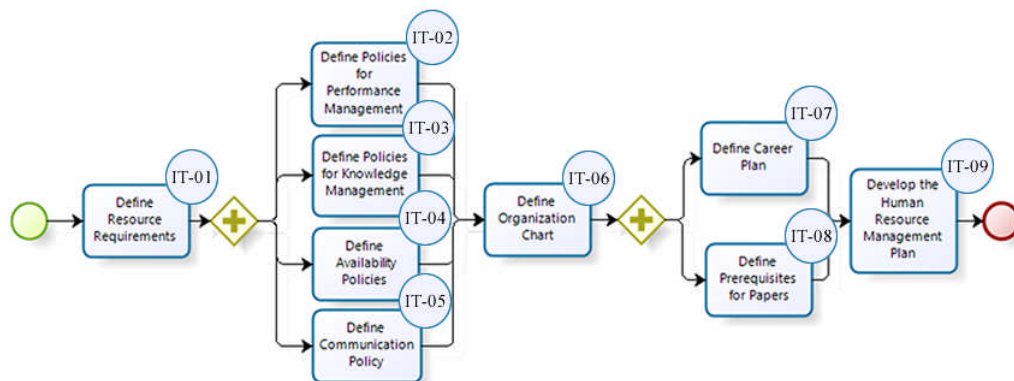 IT-01
Define
Resource
Requirements
IT-02
Define Policies
for
Performance
Management
IT-03
Define Policies
for Knowledge
Management
IT-04
Define
Availability
Policies
IT-05
Define
Communication
Policy
IT-06
Define
Organization
Chart
IT-07
Define Career
Plan
IT-08
Define
Prerequisites
for Papers
IT-09
Develop the
Human
Resource
Management
Plan